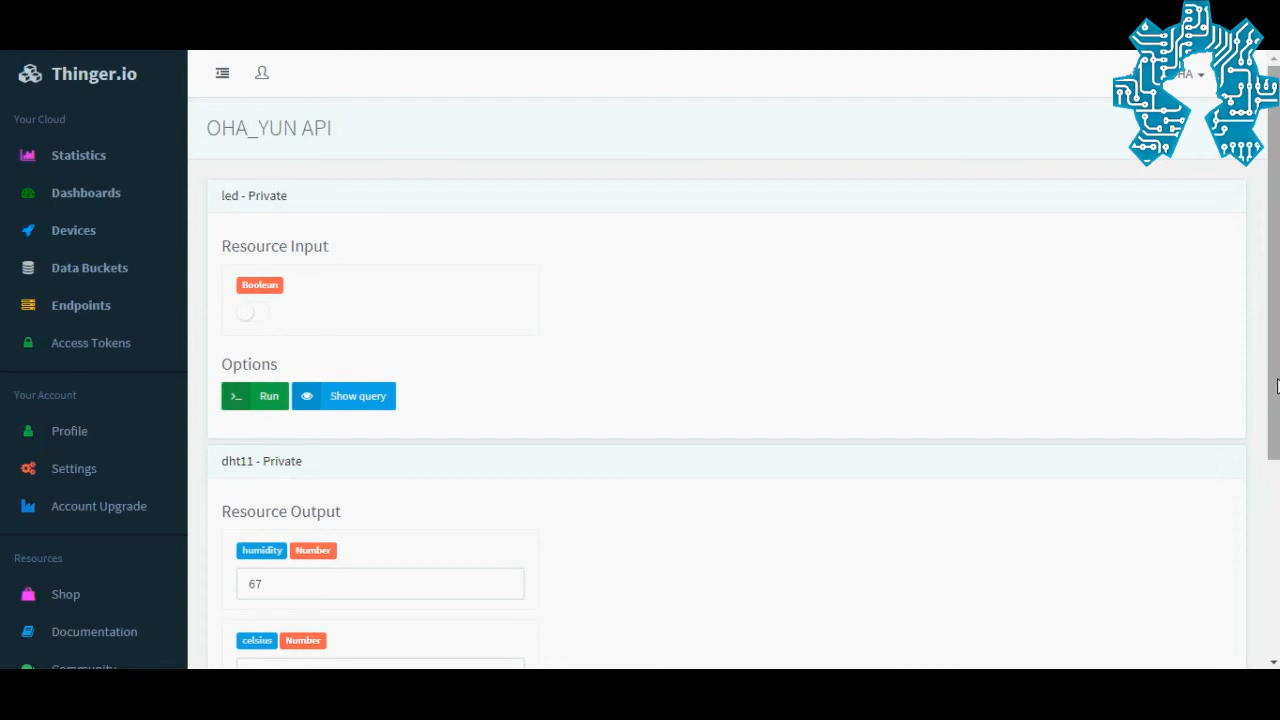 Thinger.io
HA
Your Cloud
OHA_YUN API
Statistics
Dashboards
led - Private
Devices
Resource Input
Data Buckets
Boolean
Endpoints
Access Tokens
Options
Run
Show query
Your Account
Profile
dht11 - Private
Settings
Resource Output
Account Upgrade
humidity Number
Resources
67
Shop
celsius Number
Documentation
Community